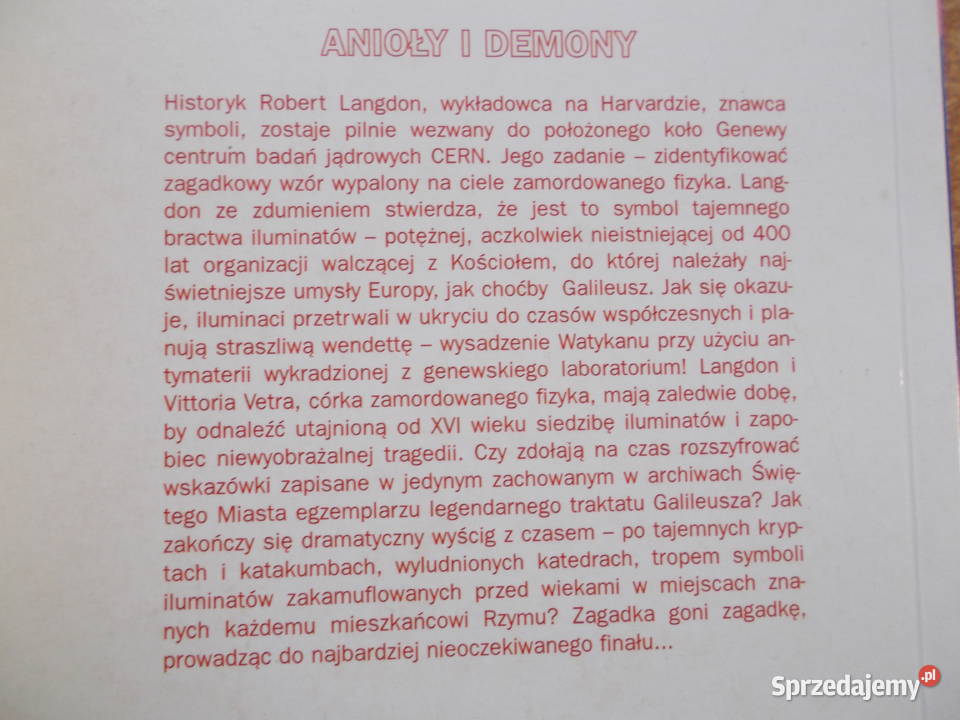 ANIOŁY I DEMONY
Historyk Robert Langdon, wykładowca na Harvardzie, znawca
symboli, zostaje pilnie wezwany do położonego koło Genewy
centrum badań jądrowych CERN. Jego zadanie – zidentyfikować
zagadkowy wzór wypalony na ciele zamordowanego fizyka. Lang-
don ze zdumieniem stwierdza, że jest to symbol tajemnego
bractwa iluminatów – potężnej, aczkolwiek nieistniejącej od 400
lat organizacji walczącej z Kościołem, do której należały naj-
świetniejsze umysły Europy, jak choćby Galileusz. Jak się okazu-
je, iluminaci przetrwali w ukryciu do czasów współczesnych i pla-
nują straszliwą wendettę – wysadzenie Watykanu przy użyciu an-
tymaterii wykradzionej z genewskiego laboratorium! Langdon i
Vittoria Vetra, córka zamordowanego fizyka, mają zaledwie dobę,
by odnaleźć utajnioną od XVI wieku siedzibę iluminatów i zapo-
biec niewyobrażalnej tragedii. Czy zdołają na czas rozszyfrować
wskazówki zapisane w jedynym zachowanym w archiwach Świę-
tego Miasta egzemplarzu legendarnego traktatu Galileusza? Jak
zakończy się dramatyczny wyścig z czasem – po tajemnych kryp-
tach i katakumbach, wyludnionych katedrach, tropem symboli
iluminatów zakamuflowanych przed wiekami w miejscach zna-
nych każdemu mieszkańcowi Rzymu? Zagadka goni zagadkę,
prowadząc do najbardziej nieoczekiwanego finału...
Sprzedajemy.pl